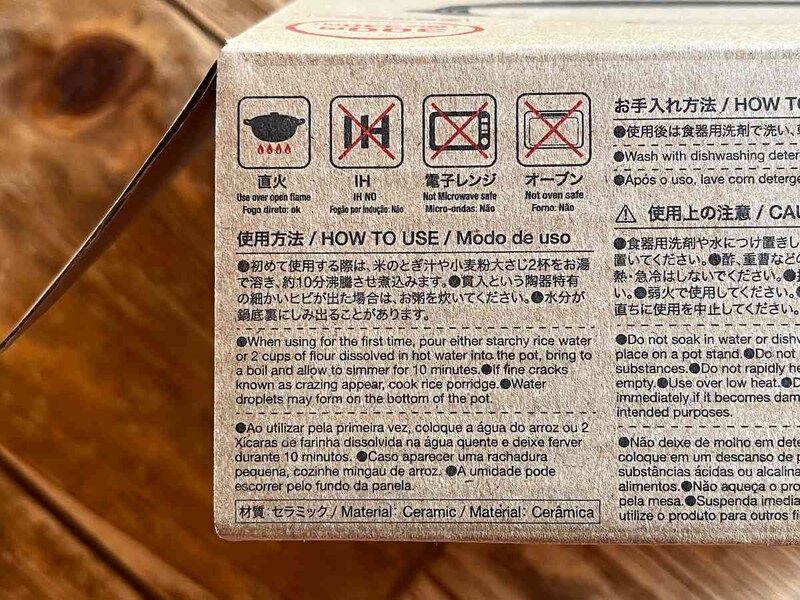 直火
Use over open flame
Fogo direto: ok
IH
IH NO
Fogão por indução: Não
電子レンジ
Not Microwave safe
Micro-ondas: Não
オーブン
Not oven safe
Forno: Não
使用方法 / HOW TO USE / Modo de uso
●初めて使用する際は、米のとぎ汁や小麦粉大さじ2杯をお湯
で溶き、約10分沸騰させ煮込みます。●貫入という陶器特有
の細かいヒビが出た場合は、お粥を炊いてください。●水分が
鍋底裏にしみ出ることがあります。
●When using for the first time, pour either starchy rice water
or 2 cups of flour dissolved in hot water into the pot, bring to
a boil and allow to simmer for 10 minutes.●If fine cracks
known as crazing appear, cook rice porridge.●Water
droplets may form on the bottom of the pot.
●Ao utilizar pela primeira vez, coloque a água do arroz ou 2
Xicaras de farinha dissolvida na água quente e deixe ferver
durante 10 minutos. ●Caso aparecer uma rachadura
pequena, cozinhe mingau de arroz. ●A umidade pode
escorrer pelo fundo da panela.
材質:セラミック / Material: Ceramic / Material: Cerâmica
お手入れ方法 / HOW TO
●使用後は食器用洗剤で洗い、
●Wash with dishwashing deter
●Após o uso, lave com deterge
⚠ 使用上の注意 / CAU
●食器用洗剤や水につけ置きし
置いてください。●酢、重曹などの
熱・急冷はしないでください。
い。●弱火で使用してください。
直ちに使用を中止してください。
●Do not soak in water or dishw
place on a pot stand. ●Do not
substances. ●Do not rapidly he
empty.●Use over low heat.●D
immediately if it becomes dam
intended purposes.
●Não deixe de molho em dete
coloque em um descanso de p
substâncias ácidas ou alcalina
alimentos.●Não aqueça o pro
pela mesa.●Suspenda imedia
utilize o produto para outros fi